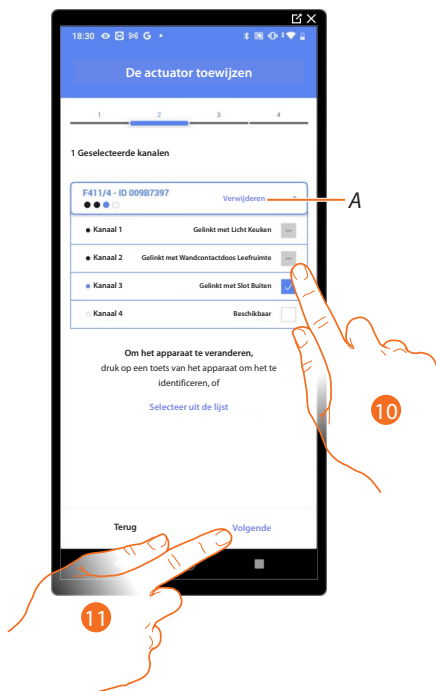 18:30 G
De actuator toewijzen
1 2 3 4
1 Geselecteerde kanalen
F411/4 - ID 009B7397
Verwijderen
A
Kanaal 1 Gelinkt met Licht Keuken
Kanaal 2 Gelinkt met Wandcontactdoos Leefruimte
Kanaal 3 Gelinkt met Slot Buiten
Kanaal 4 Beschikbaar
Om het apparaat te veranderen,
druk op een toets van het apparaat om het te
identificeren, of
Selecteer uit de lijst
10
Terug Volgende
11